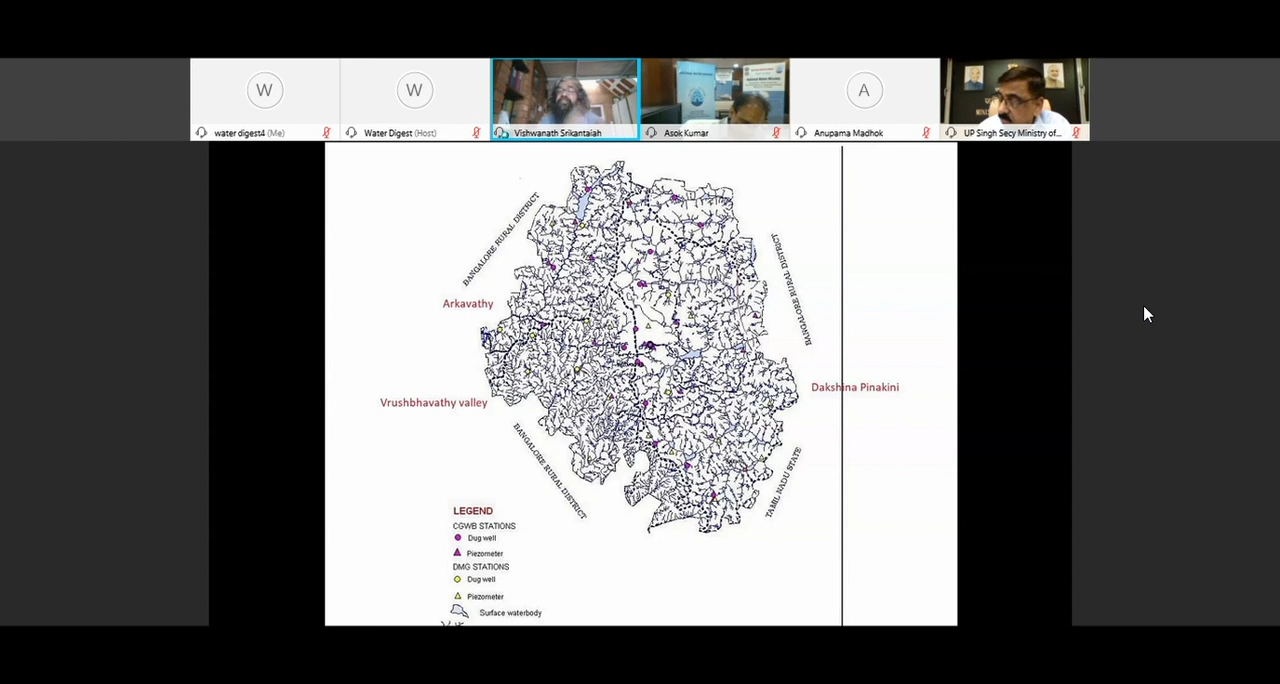 W
W
A
water digest4 (Me)
Water Digest (Host)
Vishwanath Srikantaiah
Asok Kumar
Anupama Madhok
UP Singh Secy Ministry of...
BANGALORE RURAL DISTRICT
BANGALORE RURAL DISTRICT
Arkavathy
Dakshina Pinakini
Vrushbhavathy valley
BANGALORE RURAL DISTRICT
TAMIL NADU STATE
LEGEND
CGWB STATIONS
Dug well
Piezometer
DMG STATIONS
Dug well
Piezometer
Surface waterbody